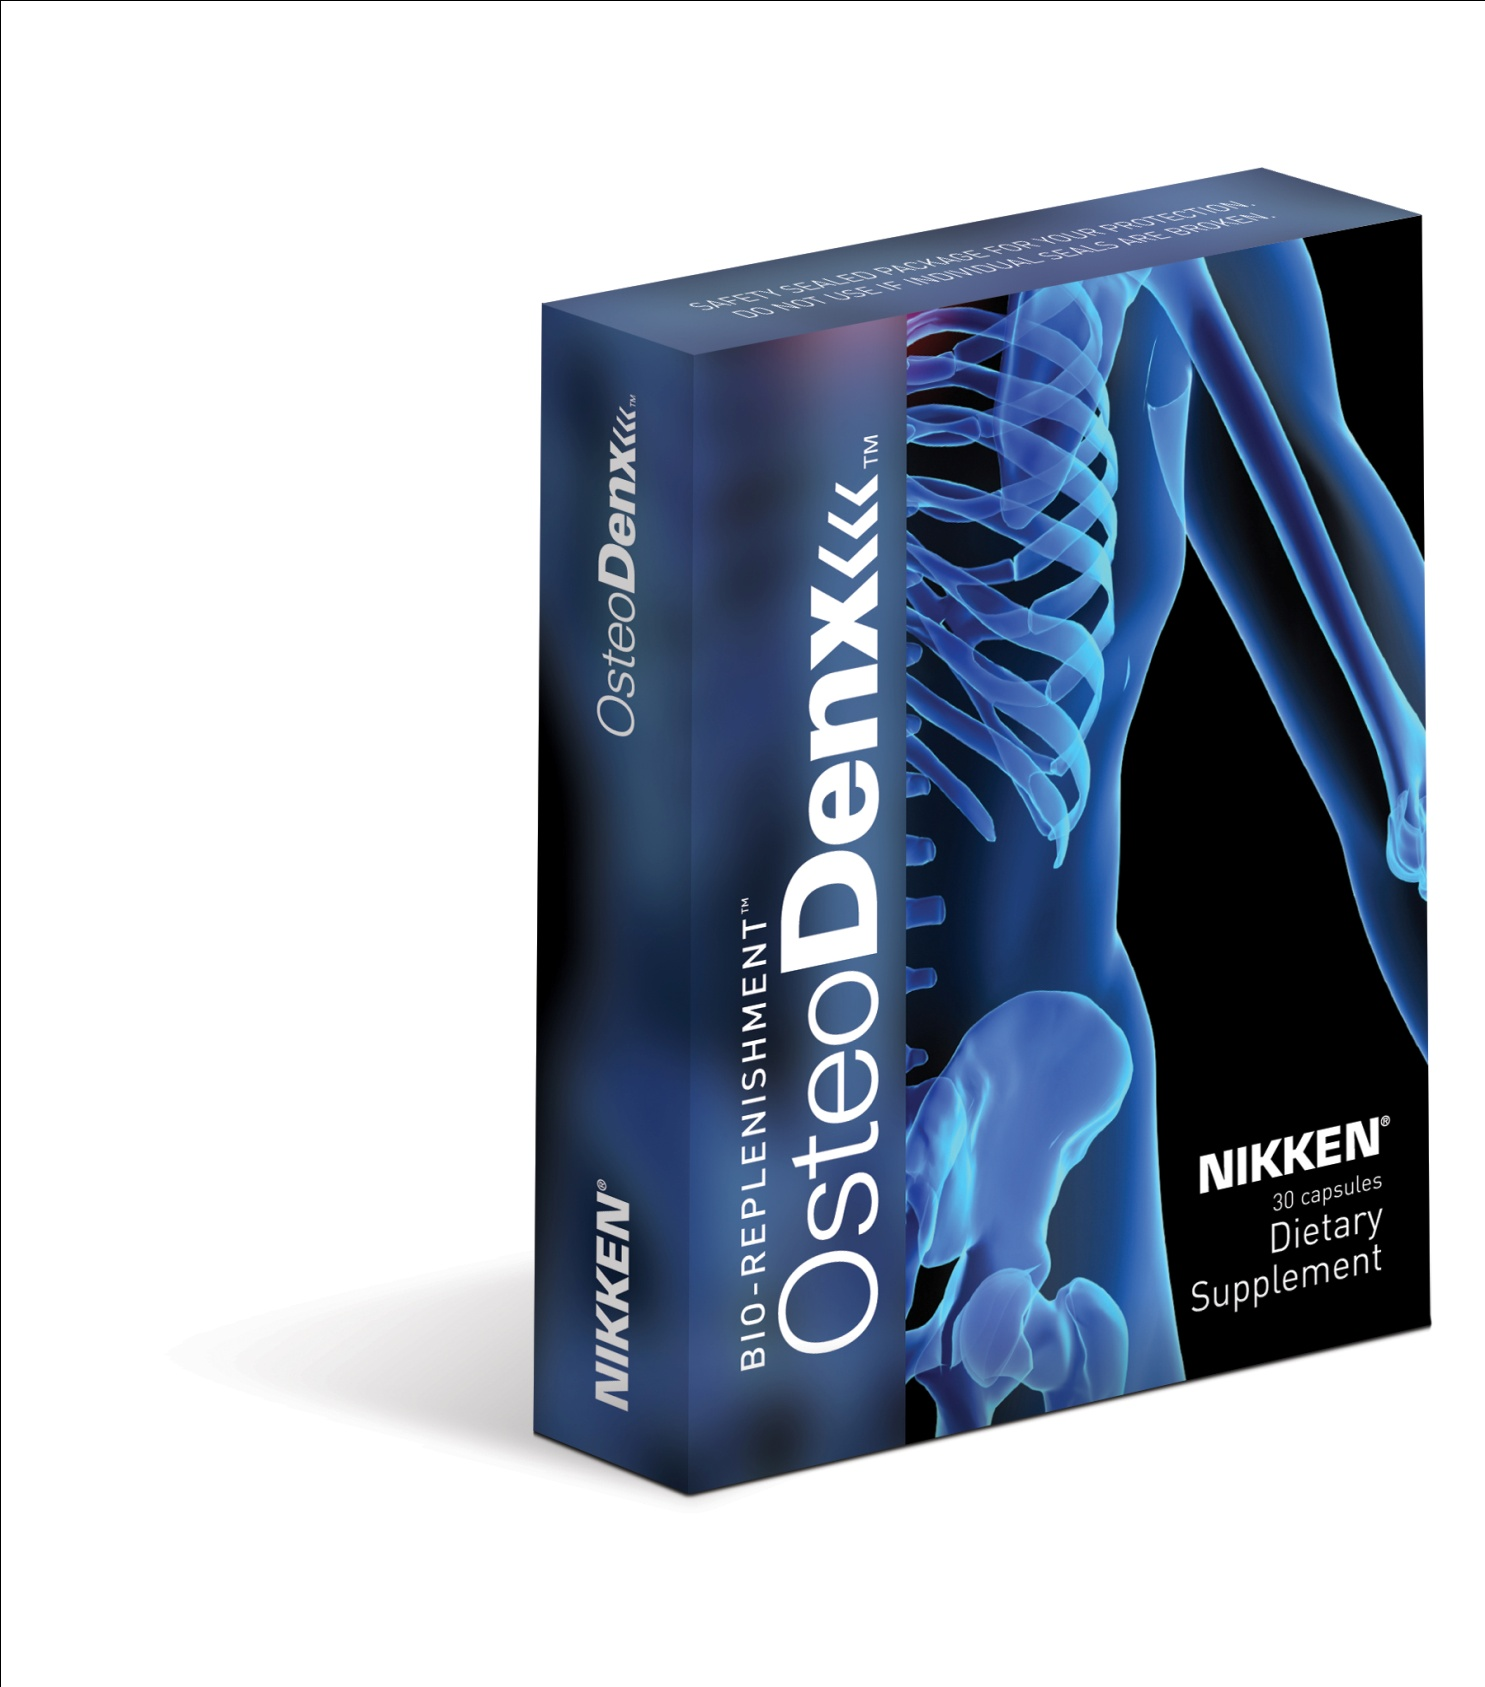 SAFETY SEALED PACKAGE FOR YOUR PROTECTION.
DO NOT USE IF INDIVIDUAL SEALS ARE BROKEN.
OsteoDenx™
NIKKEN®
BIO-REPLENISHMENT™
OsteoDenx™
NIKKEN®
30 capsules
Dietary
Supplement